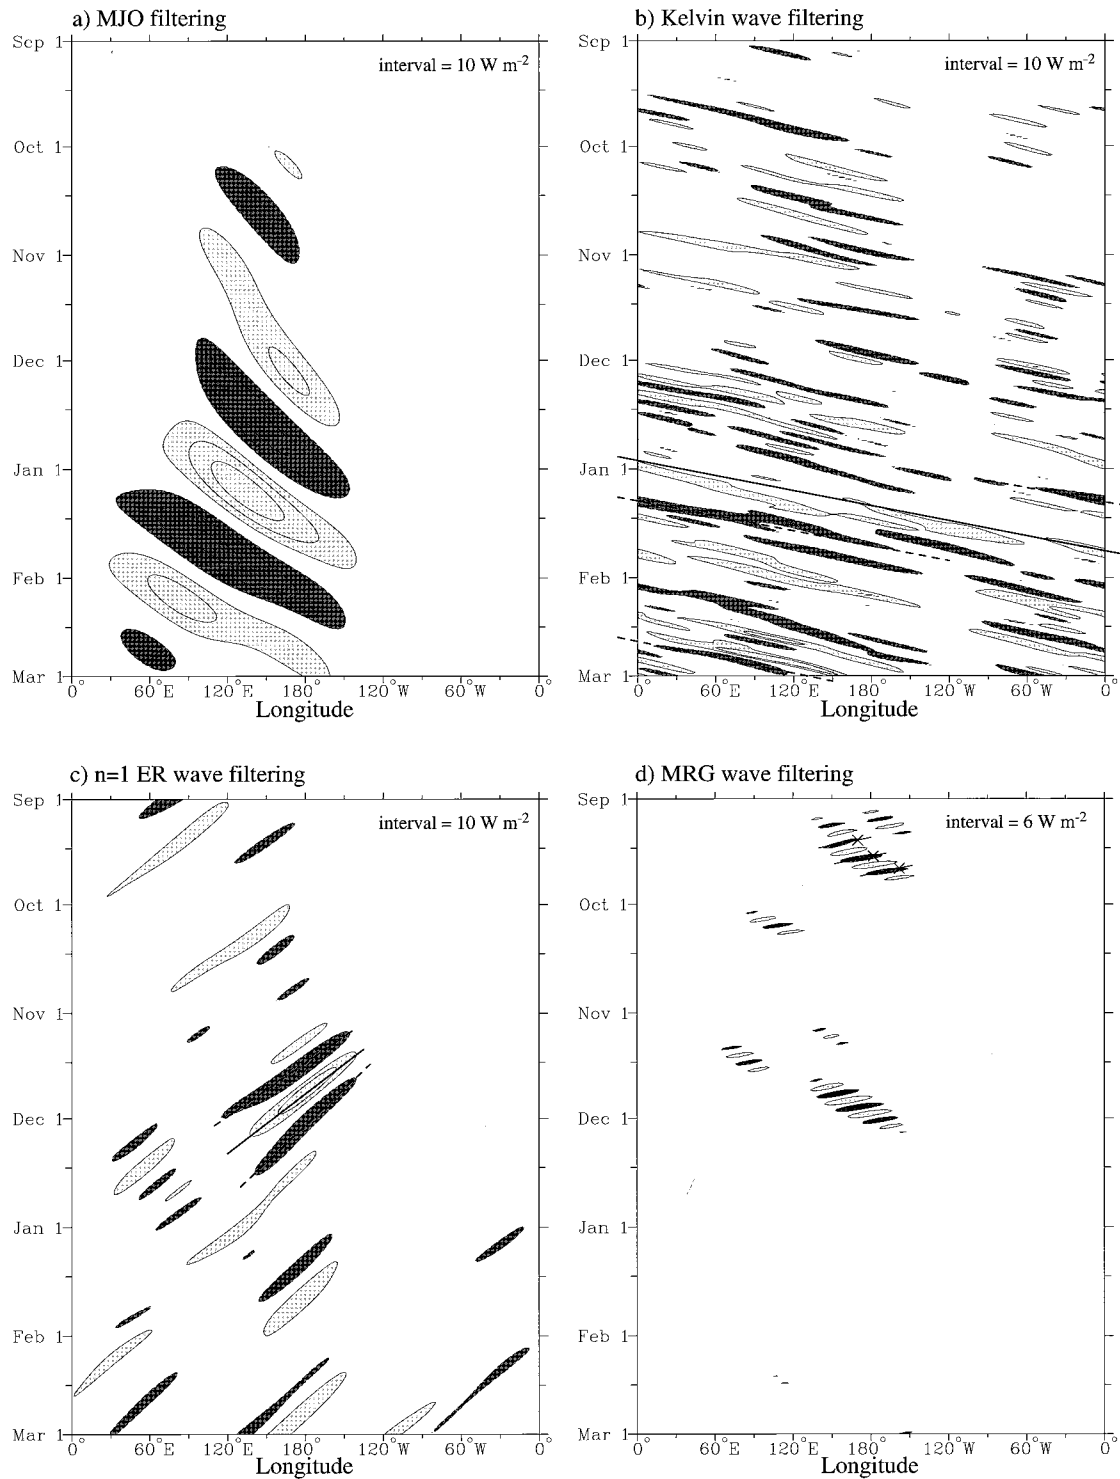 a) MJO filtering
interval = 10 W m-2
Sep 1
Oct 1
Nov 1
Dec 1
Jan 1
Feb 1
Mar 1
0° 60°E 120°E 180° 120°W 60°W 0°
Longitude
b) Kelvin wave filtering
interval = 10 W m-2
Sep 1
Oct 1
Nov 1
Dec 1
Jan 1
Feb 1
Mar 1
0° 60°E 120°E 180° 120°W 60°W 0°
Longitude
c) n=1 ER wave filtering
interval = 10 W m-2
Sep 1
Oct 1
Nov 1
Dec 1
Jan 1
Feb 1
Mar 1
0° 60°E 120°E 180° 120°W 60°W 0°
Longitude
d) MRG wave filtering
interval = 6 W m-2
Sep 1
Oct 1
Nov 1
Dec 1
Jan 1
Feb 1
Mar 1
0° 60°E 120°E 180° 120°W 60°W 0°
Longitude